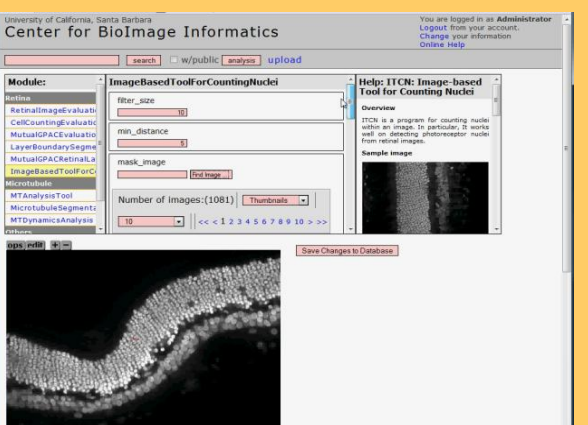 University of California, Santa Barbara
Center for BioImage Informatics
You are logged in as Administrator
Logout from your account.
Change your information
Online Help
search w/public analysis upload
Module:
Retina
RetinalImageEvaluati
CellCountingEvaluatio
MutualGPACEvaluatio
LayerBoundarySegme
MutualGPACRetinalLa
ImageBasedToolForCo
Microtubule
MTAnalysisTool
MicrotubuleSegmenta
MTDynamicsAnalysis
Others
ImageBasedToolForCountingNuclei
filter_size
10
min_distance
5
mask_image
Find Image ...
Number of Images:(1081) Thumbnails
10 << < 1 2 3 4 5 6 7 8 9 10 > >>
Help: ITCN: Image-based
Tool for Counting Nuclei
Overview
ITCN is a program for counting nuclei
within an image. In particular, It works
well on detecting photoreceptor nuclei
from retinal images.
Sample image
ops edit + −
Save Changes to Database